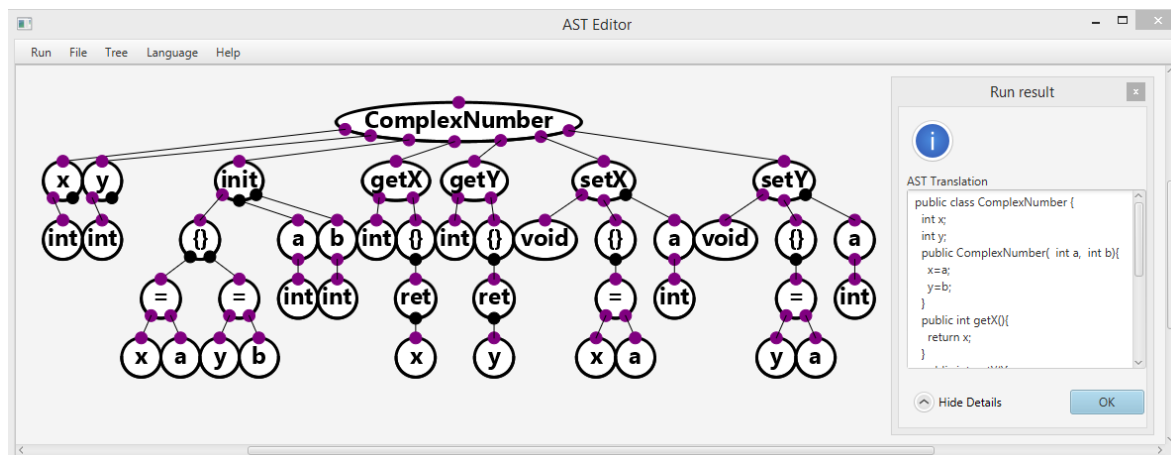 AST Editor
Run File Tree Language Help
ComplexNumber
x y init getX getY setX setY
int int {} a b int {} int {} void {} a void {} a
= = int int ret ret = int = int
x a y b x y x a y a
Run result
AST Translation
public class ComplexNumber {
int x;
int y;
public ComplexNumber( int a, int b){
x=a;
y=b;
}
public int getX(){
return x;
}
Hide Details OK